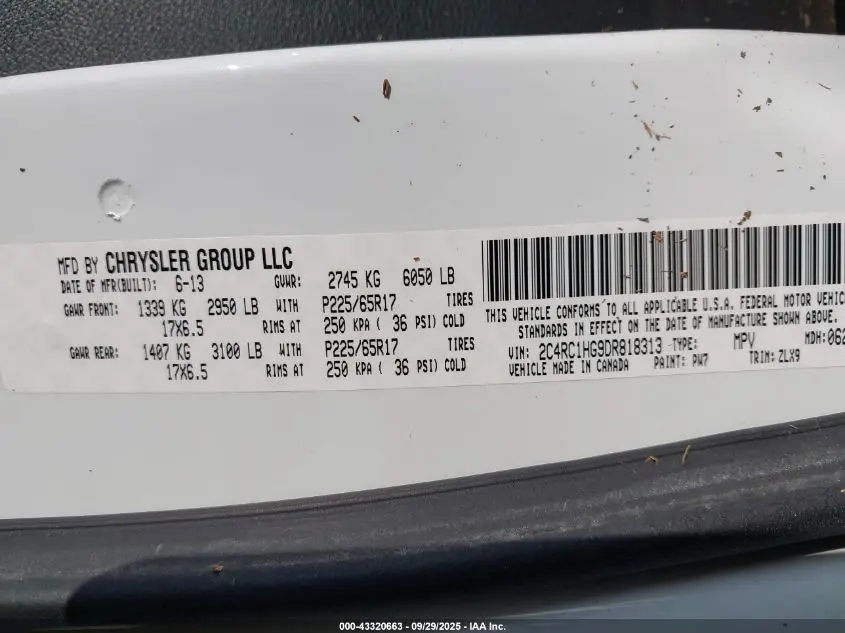 MFD BY CHRYSLER GROUP LLC
DATE OF MFR(BUILT): 6-13 GVWR: 2745 KG 6050 LB
GAWR FRONT: 1339 KG 2950 LB WITH P225/65R17 TIRES
17X6.5 RIMS AT 250 KPA ( 36 PSI) COLD
GAWR REAR: 1407 KG 3100 LB WITH P225/65R17 TIRES
17X6.5 RIMS AT 250 KPA ( 36 PSI) COLD
THIS VEHICLE CONFORMS TO ALL APPLICABLE U.S.A. FEDERAL MOTOR VEHIC
STANDARDS IN EFFECT ON THE DATE OF MANUFACTURE SHOWN ABOVE.
VIN: 2C4RC1HG9DR818313 TYPE: MPV MDH: 062
VEHICLE MADE IN CANADA PAINT: PW7 TRIM: ZLX9
000-43320663 - 09/29/2025 - IAA Inc.